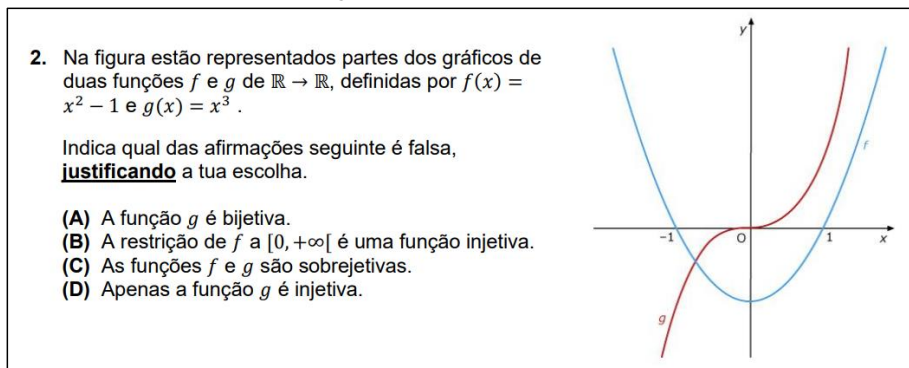 2. Na figura estão representados partes dos gráficos de
duas funções f e g de ℝ → ℝ, definidas por f(x) =
x² − 1 e g(x) = x³ .
Indica qual das afirmações seguinte é falsa,
justificando a tua escolha.
(A) A função g é bijetiva.
(B) A restrição de f a [0, +∞[ é uma função injetiva.
(C) As funções f e g são sobrejetivas.
(D) Apenas a função g é injetiva.
y
f
−1
O
1
x
g